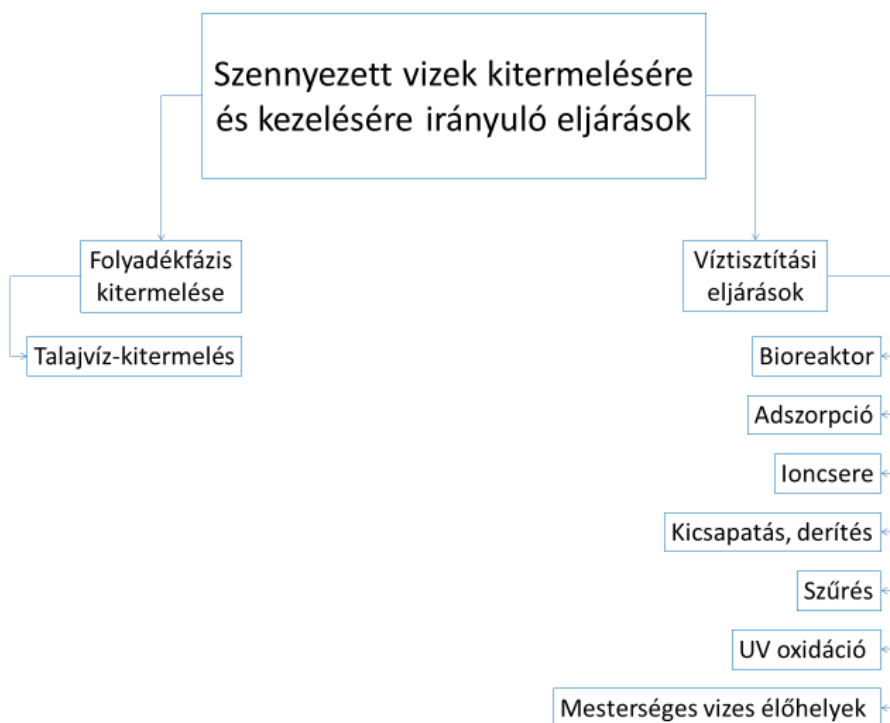 Szennyezett vizek kitermelésére
és kezelésére irányuló eljárások
Folyadékfázis
kitermelése
Talajvíz-kitermelés
Víztisztítási
eljárások
Bioreaktor
Adszorpció
Ioncsere
Kicsapatás, derítés
Szűrés
UV oxidáció
Mesterséges vizes élőhelyek